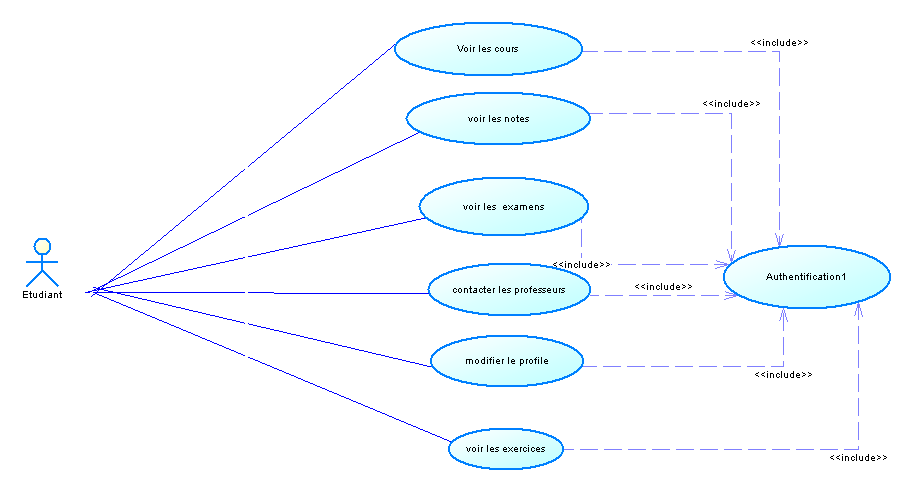 Voir les cours
<<include>>
voir les notes
<<include>>
voir les examens
<<include>>
Authentification1
contacter les professeurs
<<include>>
Etudiant
modifier le profile
<<include>>
voir les exercices
<<include>>